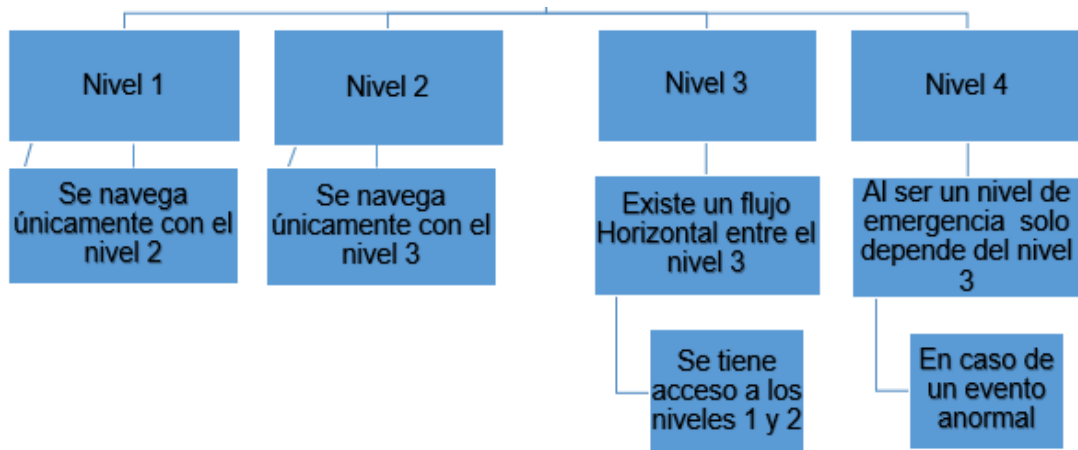 Nivel 1
Nivel 2
Nivel 3
Nivel 4
Se navega
únicamente con el
nivel 2
Se navega
únicamente con el
nivel 3
Existe un flujo
Horizontal entre el
nivel 3
Al ser un nivel de
emergencia solo
depende del nivel
3
Se tiene
acceso a los
niveles 1 y 2
En caso de
un evento
anormal